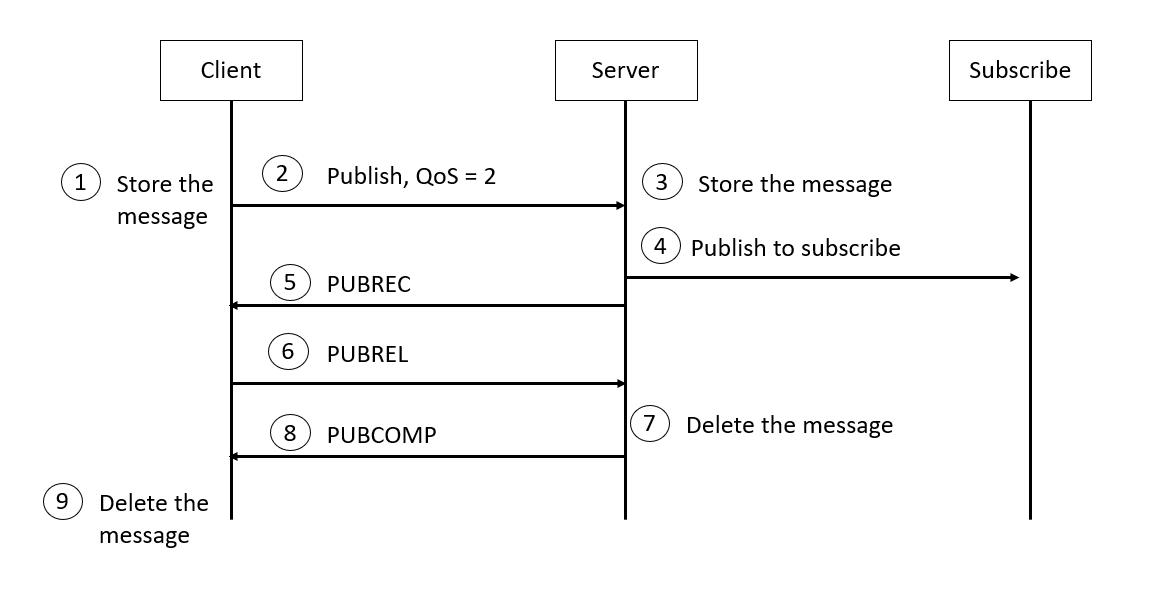 Client
Server
Subscribe
1
Store the
message
2
Publish, QoS = 2
3
Store the message
4
Publish to subscribe
5
PUBREC
6
PUBREL
7
Delete the message
8
PUBCOMP
9
Delete the
message